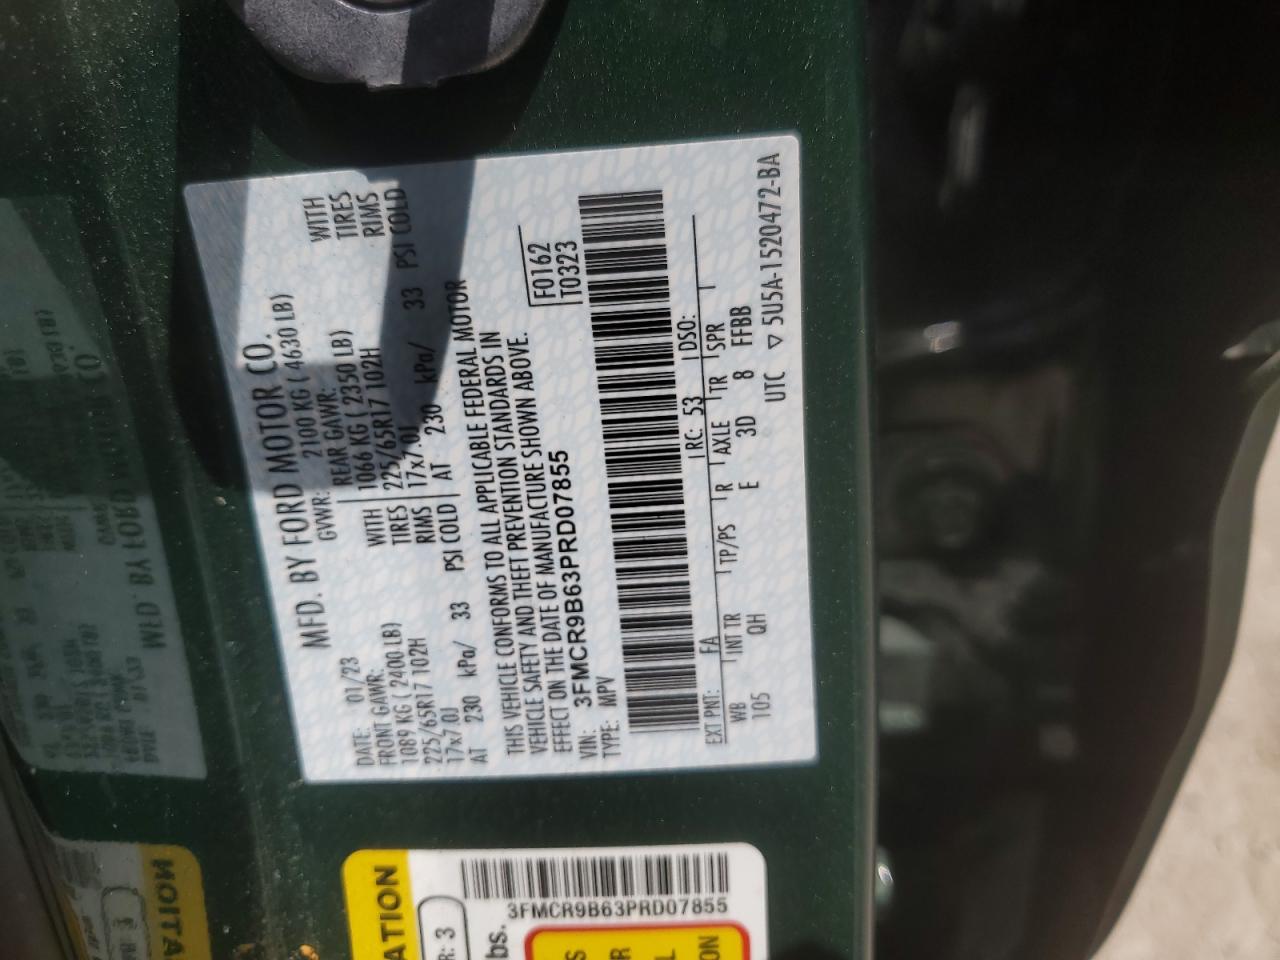 MFD. BY FORD MOTOR CO.
DATE: 01/23 GVWR: 2100 KG ( 4630 LB)
FRONT GAWR: REAR GAWR:
1089 KG ( 2400 LB) WITH 1066 KG ( 2350 LB) WITH
225/65R17 102H TIRES 225/65R17 102H TIRES
17x7.0J RIMS 17x7.0J RIMS
AT 230 kPa/ 33 PSI COLD AT 230 kPa/ 33 PSI COLD
THIS VEHICLE CONFORMS TO ALL APPLICABLE FEDERAL MOTOR
VEHICLE SAFETY AND THEFT PREVENTION STANDARDS IN
EFFECT ON THE DATE OF MANUFACTURE SHOWN ABOVE.
VIN: 3FMCR9B63PRD07855
TYPE: MPV
F0162
T0323
EXT PNT: FA RC: 53 DSO:
WB INT TR TP/PS R AXLE TR SPR
105 QH E 3D 8 FFBB
UTC ▽ 5U5A-1520472-BA
ATION
R: 3
3FMCR9B63PRD07855
bs.
S
R
L
ON